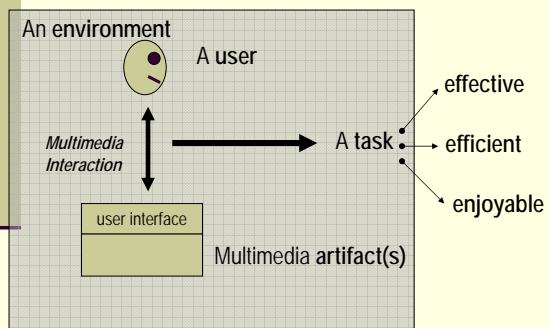 An environment
A user
effective
Multimedia
Interaction
A task
efficient
enjoyable
user interface
Multimedia artifact(s)